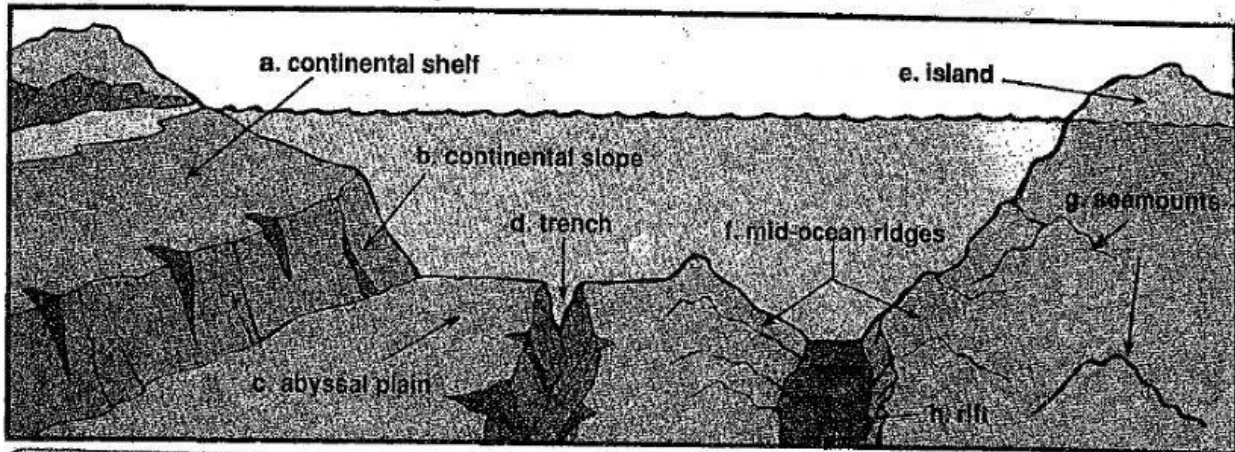 a. continental shelf
e. island
b. continental slope
g. seamounts
d. trench
f. mid-ocean ridges
c. abyssal plain
h. rift